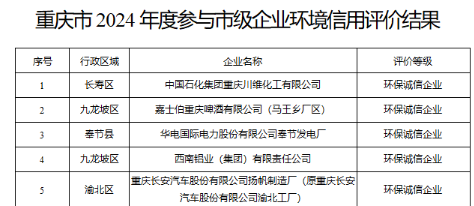 重庆市 2024 年度参与市级企业环境信用评价结果
序号 行政区域 企业名称 评价等级
1 长寿区 中国石化集团重庆川维化工有限公司 环保诚信企业
2 九龙坡区 嘉士伯重庆啤酒有限公司（马王乡厂区） 环保诚信企业
3 奉节县 华电国际电力股份有限公司奉节发电厂 环保诚信企业
4 九龙坡区 西南铝业（集团）有限责任公司 环保诚信企业
5 渝北区 重庆长安汽车股份有限公司扬帆制造厂（原重庆长安 环保诚信企业
汽车股份有限公司渝北工厂）